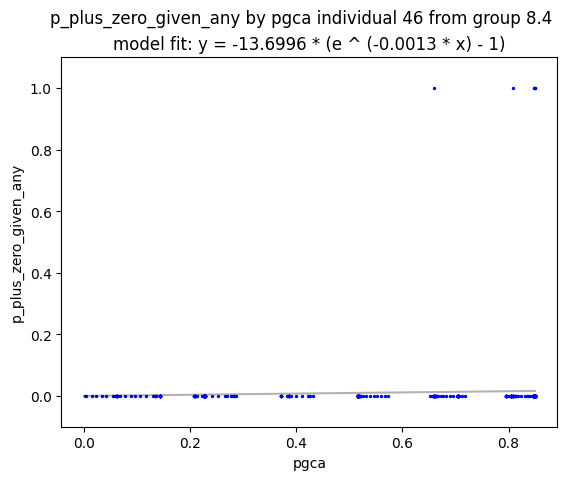 p_plus_zero_given_any by pgca individual 46 from group 8.4
model fit: y = -13.6996 * (e ^ (-0.0013 * x) - 1)
1.0
0.8
0.6
0.4
0.2
0.0
p_plus_zero_given_any
0.0 0.2 0.4 0.6 0.8
pgca